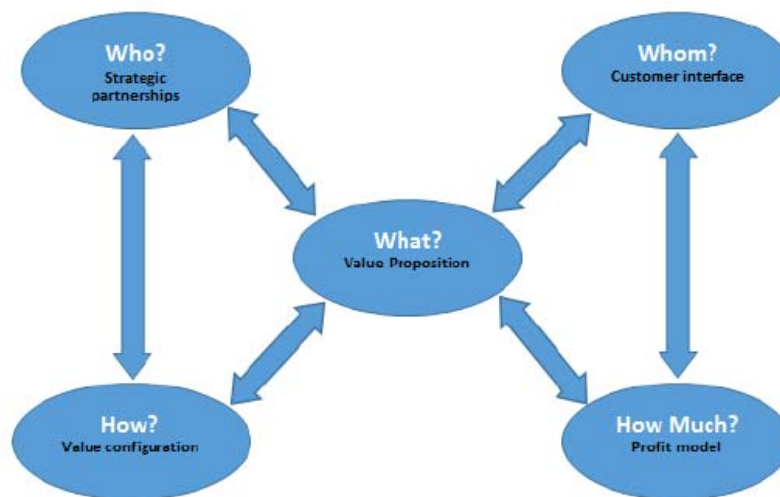 Who?
Strategic
partnerships
Whom?
Customer interface
What?
Value Proposition
How?
Value configuration
How Much?
Profit model